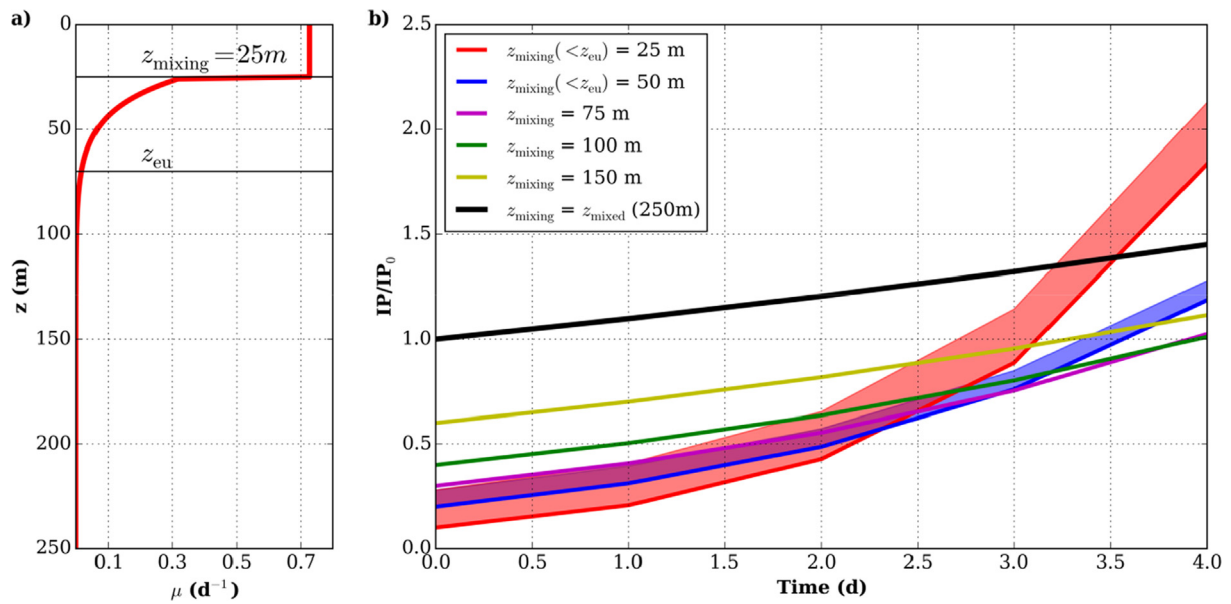 a)
0
50
100
150
200
250
z (m)
z_mixing = 25m
z_eu
0.1 0.3 0.5 0.7
μ (d⁻¹)
b)
2.5
2.0
1.5
1.0
0.5
0.0
IP/IP₀
z_mixing(<z_eu) = 25 m
z_mixing(<z_eu) = 50 m
z_mixing = 75 m
z_mixing = 100 m
z_mixing = 150 m
z_mixing = z_mixed (250m)
0.0 0.5 1.0 1.5 2.0 2.5 3.0 3.5 4.0
Time (d)